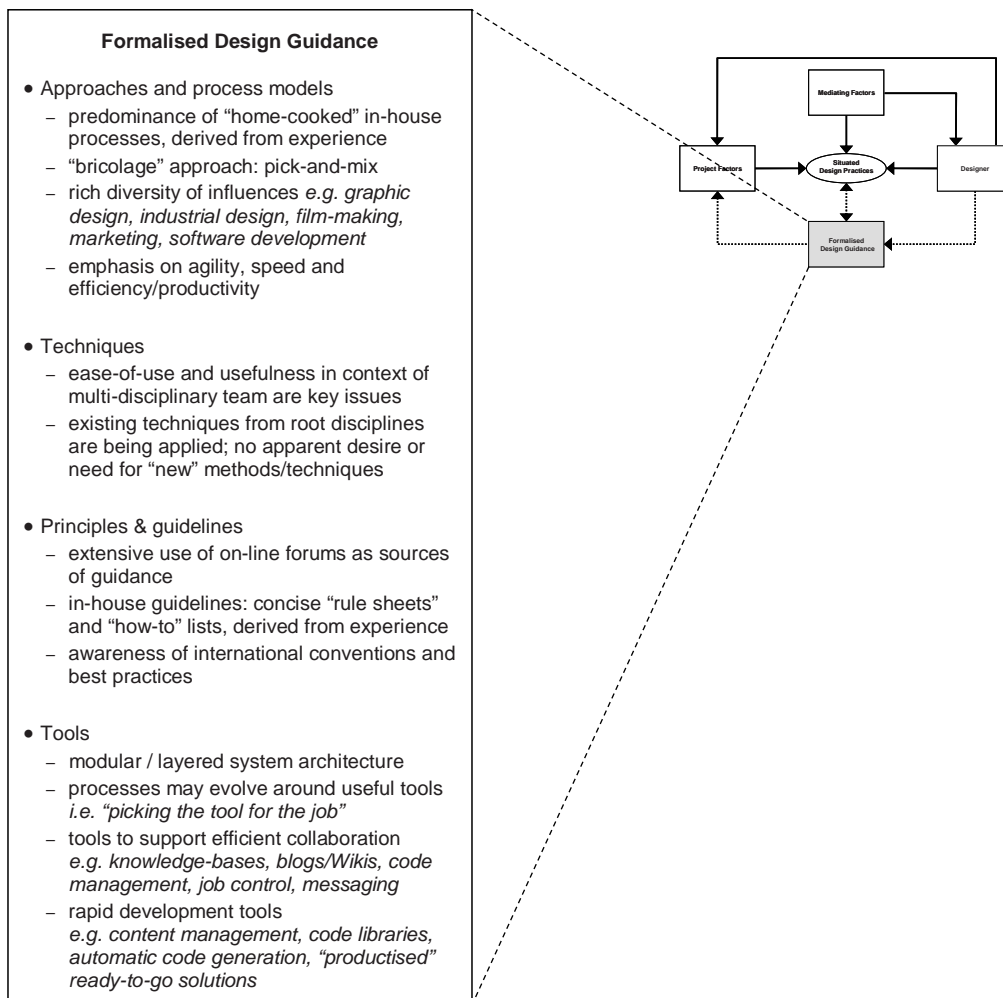 Formalised Design Guidance
• Approaches and process models
– predominance of “home-cooked” in-house
processes, derived from experience
– “bricolage” approach: pick-and-mix
– rich diversity of influences e.g. graphic
design, industrial design, film-making,
marketing, software development
– emphasis on agility, speed and
efficiency/productivity
• Techniques
– ease-of-use and usefulness in context of
multi-disciplinary team are key issues
– existing techniques from root disciplines
are being applied; no apparent desire or
need for “new” methods/techniques
• Principles & guidelines
– extensive use of on-line forums as sources
of guidance
– in-house guidelines: concise “rule sheets”
and “how-to” lists, derived from experience
– awareness of international conventions and
best practices
• Tools
– modular / layered system architecture
– processes may evolve around useful tools
i.e. “picking the tool for the job”
– tools to support efficient collaboration
e.g. knowledge-bases, blogs/Wikis, code
management, job control, messaging
– rapid development tools
e.g. content management, code libraries,
automatic code generation, “productised”
ready-to-go solutions
Mediating Factors
Project Factors
Situated
Design Practices
Designer
Formalised
Design Guidance